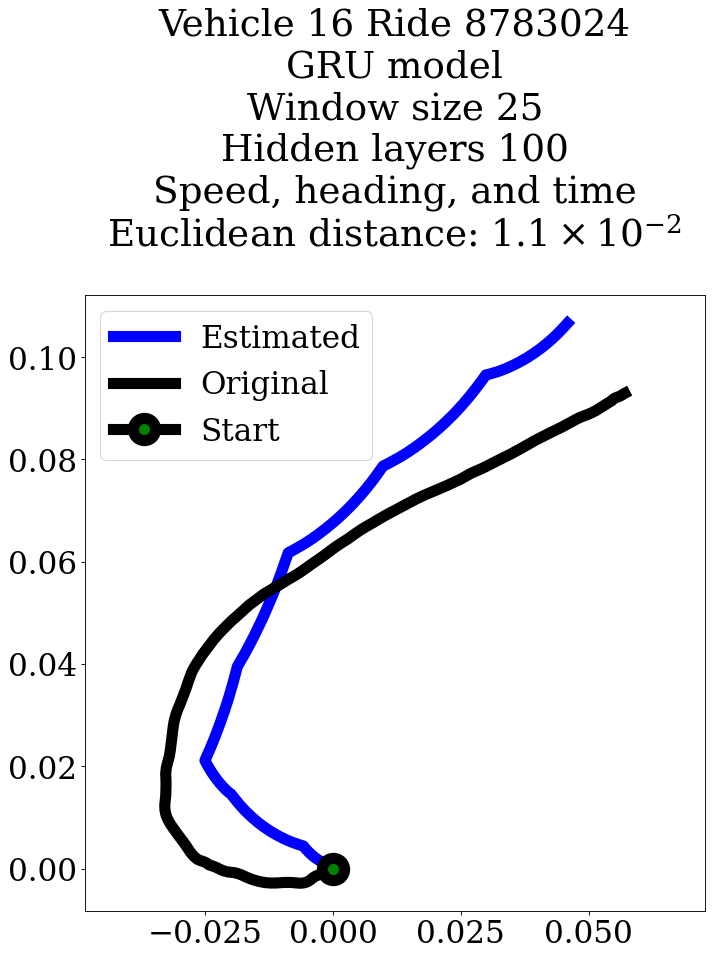 Vehicle 16 Ride 8783024
GRU model
Window size 25
Hidden layers 100
Speed, heading, and time
Euclidean distance: 1.1 × 10⁻²
Estimated
Original
Start
0.10
0.08
0.06
0.04
0.02
0.00
−0.025 0.000 0.025 0.050